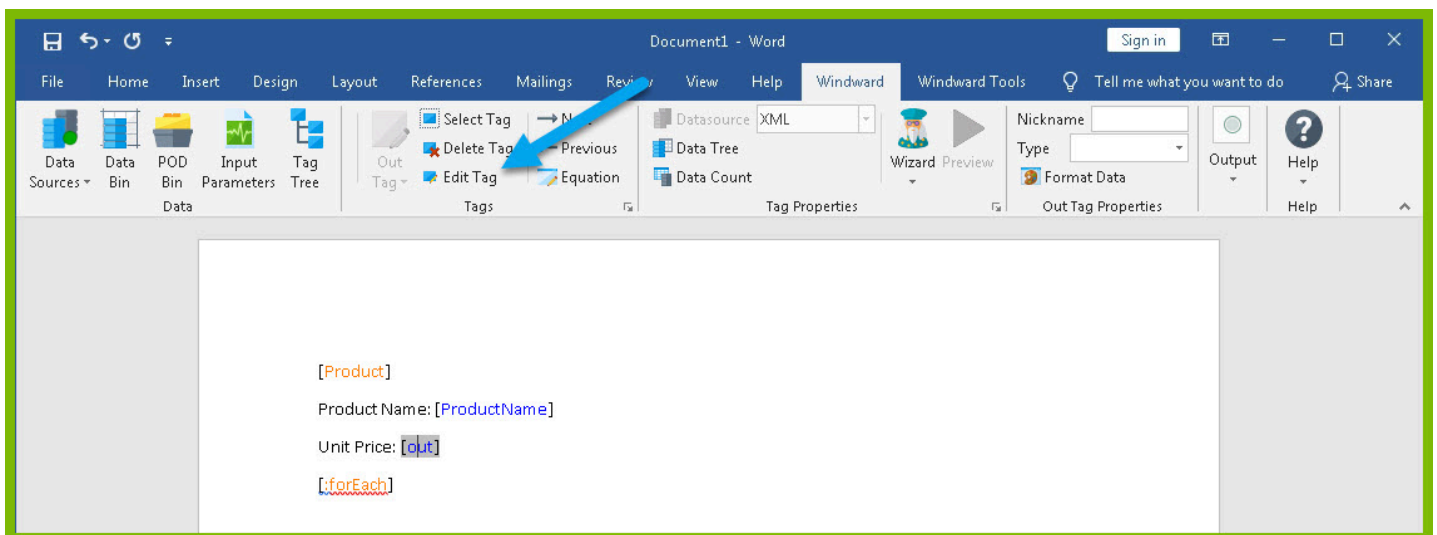 Document1 - Word
Sign in
File Home Insert Design Layout References Mailings Review View Help Windward Windward Tools Tell me what you want to do Share
Select Tag Datasource XML Nickname
Delete Tag Previous Data Tree Type
Edit Tag Equation Data Count Format Data
Data Sources Data Bin POD Bin Input Parameters Tag Tree Out Tag Wizard Preview Output Help
Data Tags Tag Properties Out Tag Properties Help
[Product]
Product Name: [ProductName]
Unit Price: [out]
[:forEach]